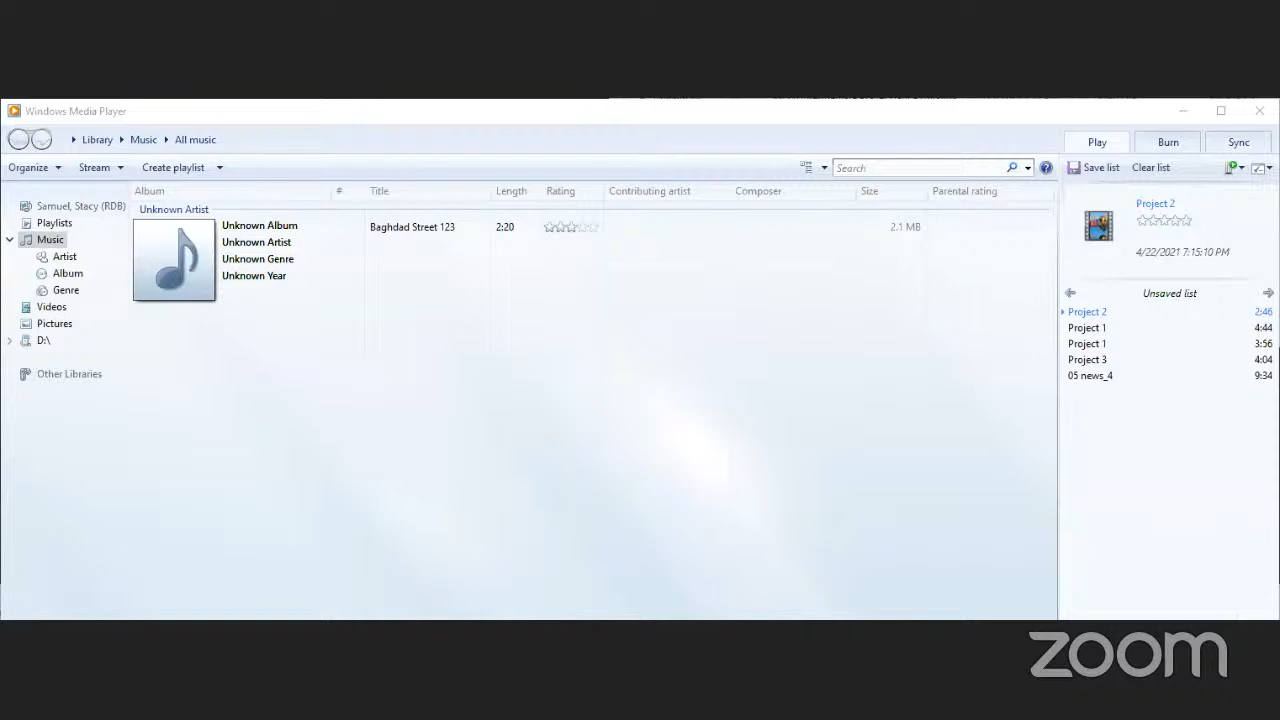 Windows Media Player
Library Music All music
Play Burn Sync
Organize Stream Create playlist Search Save list Clear list
Album # Title Length Rating Contributing artist Composer Size Parental rating
Samuel, Stacy (RDB)
Playlists
Music
Artist
Album
Genre
Videos
Pictures
D:\
Other Libraries
Unknown Artist
Unknown Album Baghdad Street 123 2:20 2.1 MB
Unknown Artist
Unknown Genre
Unknown Year
Project 2
4/22/2021 7:15:10 PM
Unsaved list
Project 2 2:46
Project 1 4:44
Project 1 3:56
Project 3 4:04
05 news_4 9:34
zoom